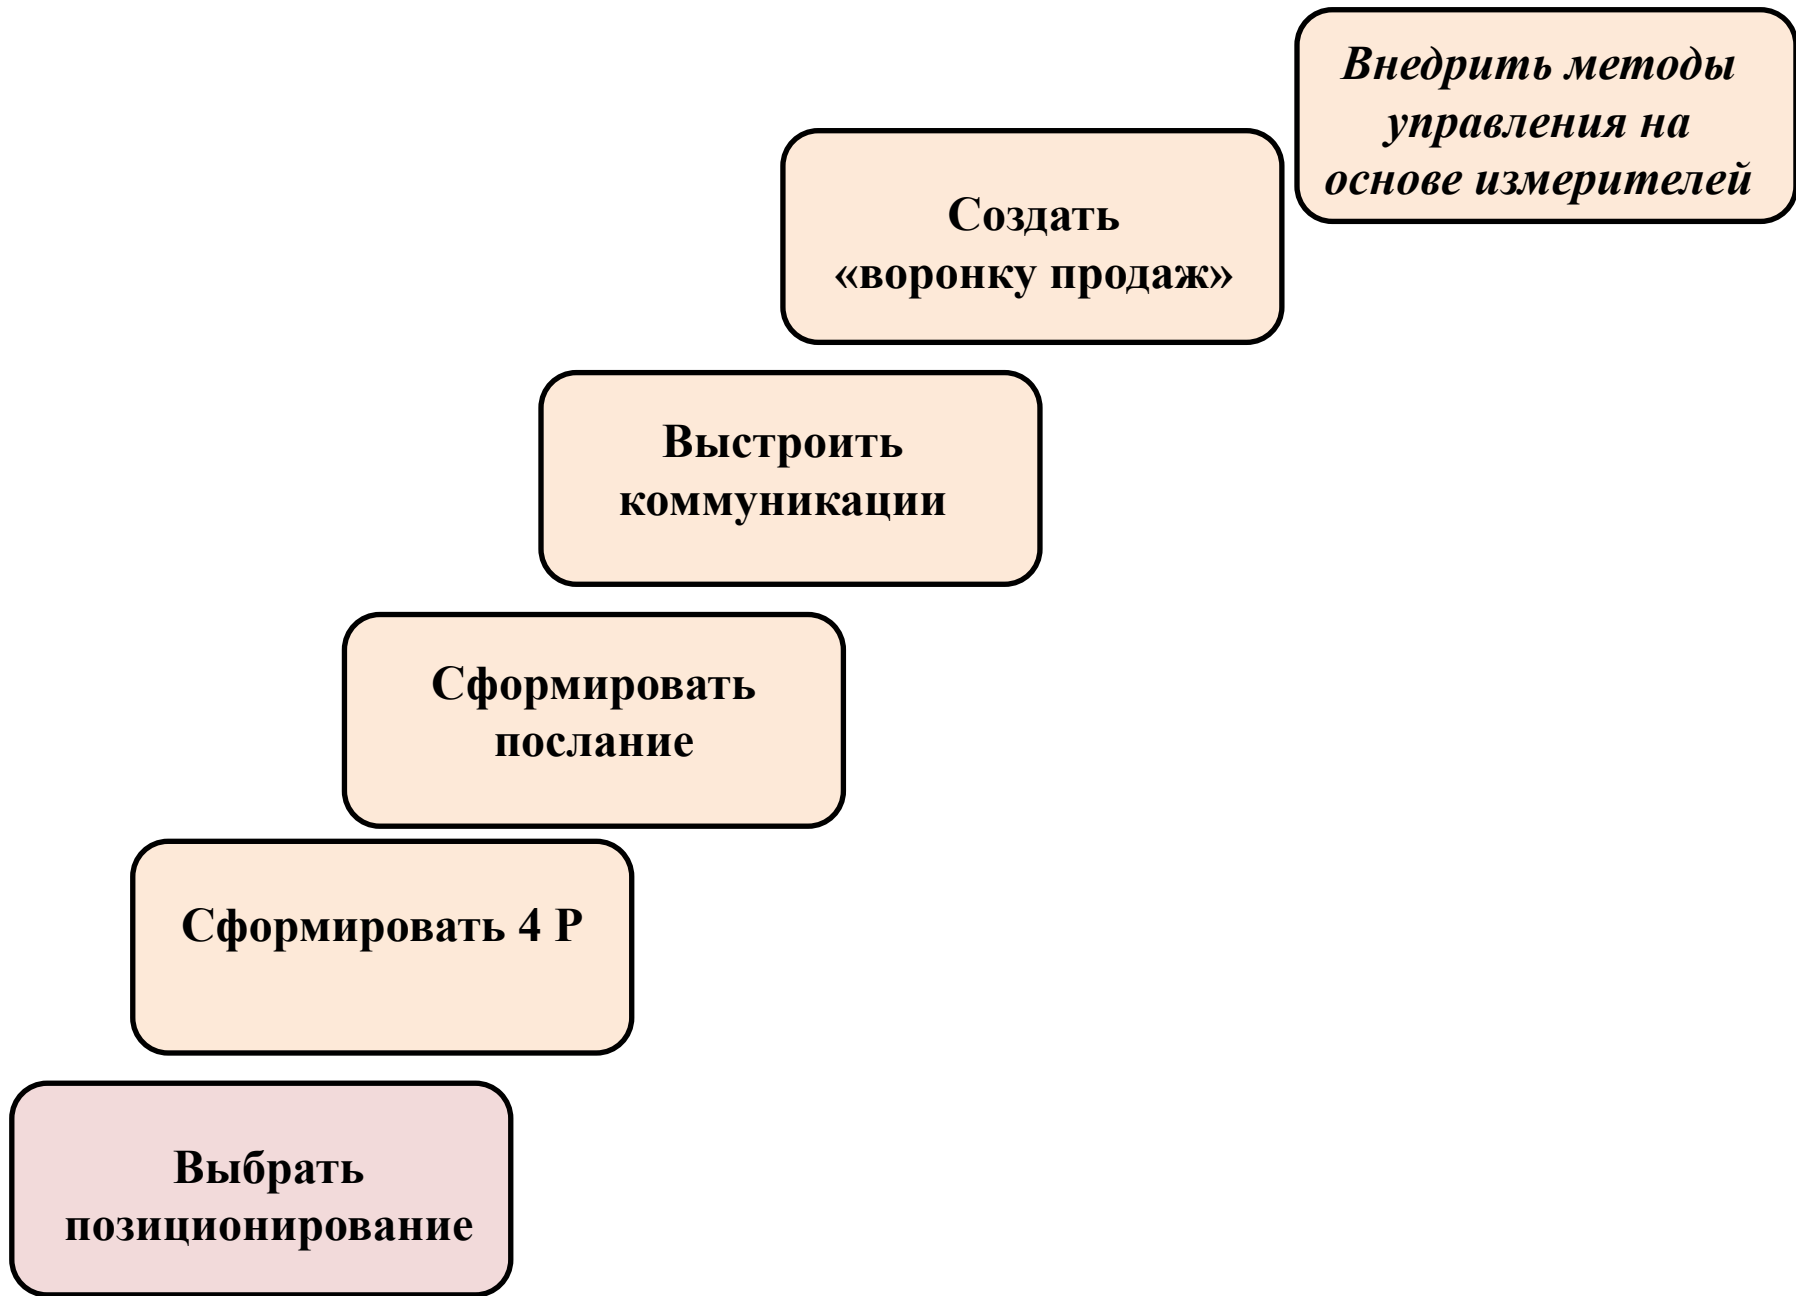 Внедрить методы
управления на
основе измерителей
Создать
«воронку продаж»
Выстроить
коммуникации
Сформировать
послание
Сформировать 4 Р
Выбрать
позиционирование